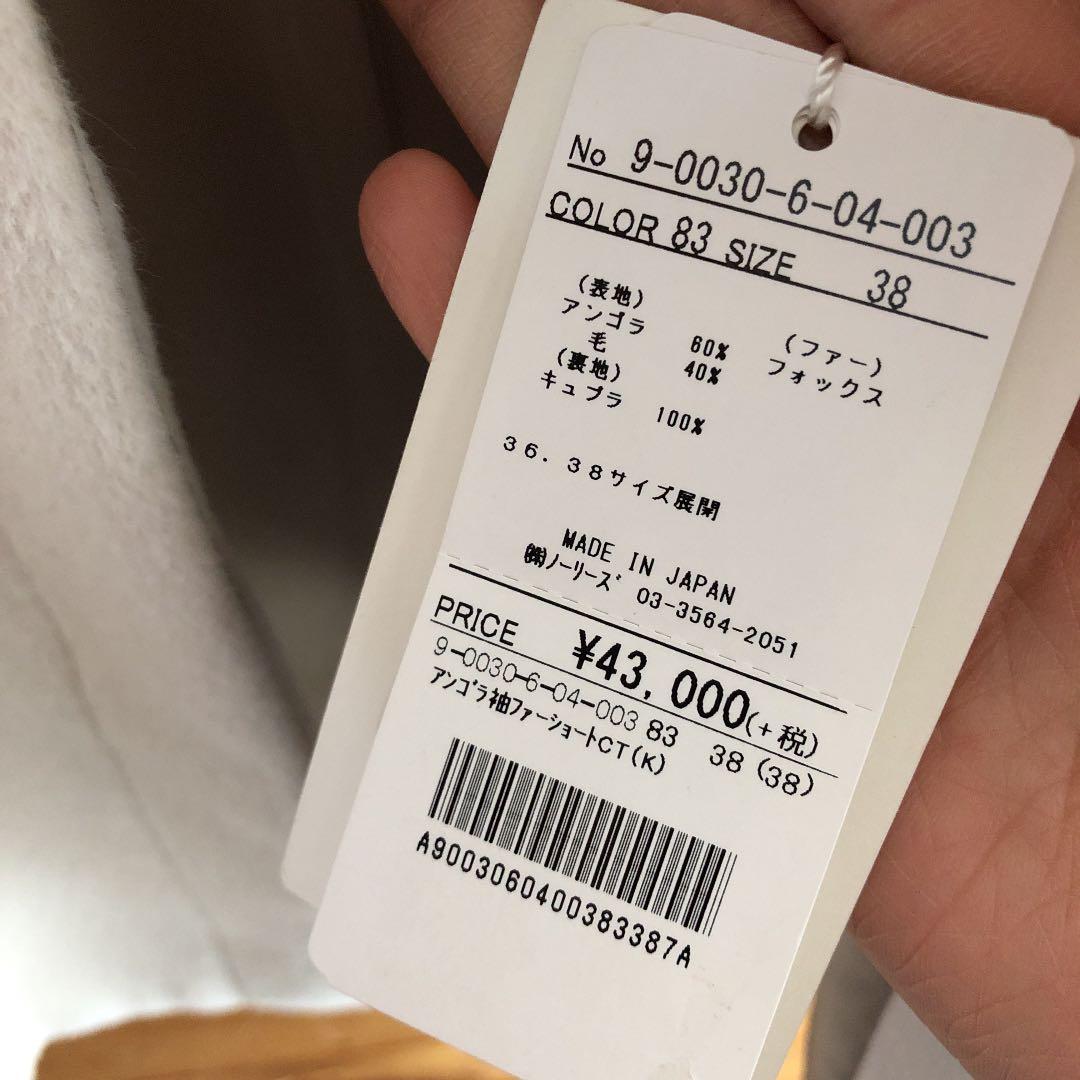 No 9-0030-6-04-003
COLOR 83 SIZE 38
(表地)
アンゴラ 60% (ファー)
毛 40% フォックス
(裏地)
キュプラ 100%
36.38サイズ展開
MADE IN JAPAN
㈱ノーリーズ 03-3564-2051
PRICE ¥43,000(+税)
9-0030-6-04-003 83 38 (38)
アンゴラ袖ファーショートCT(K)
A9003060400383387A